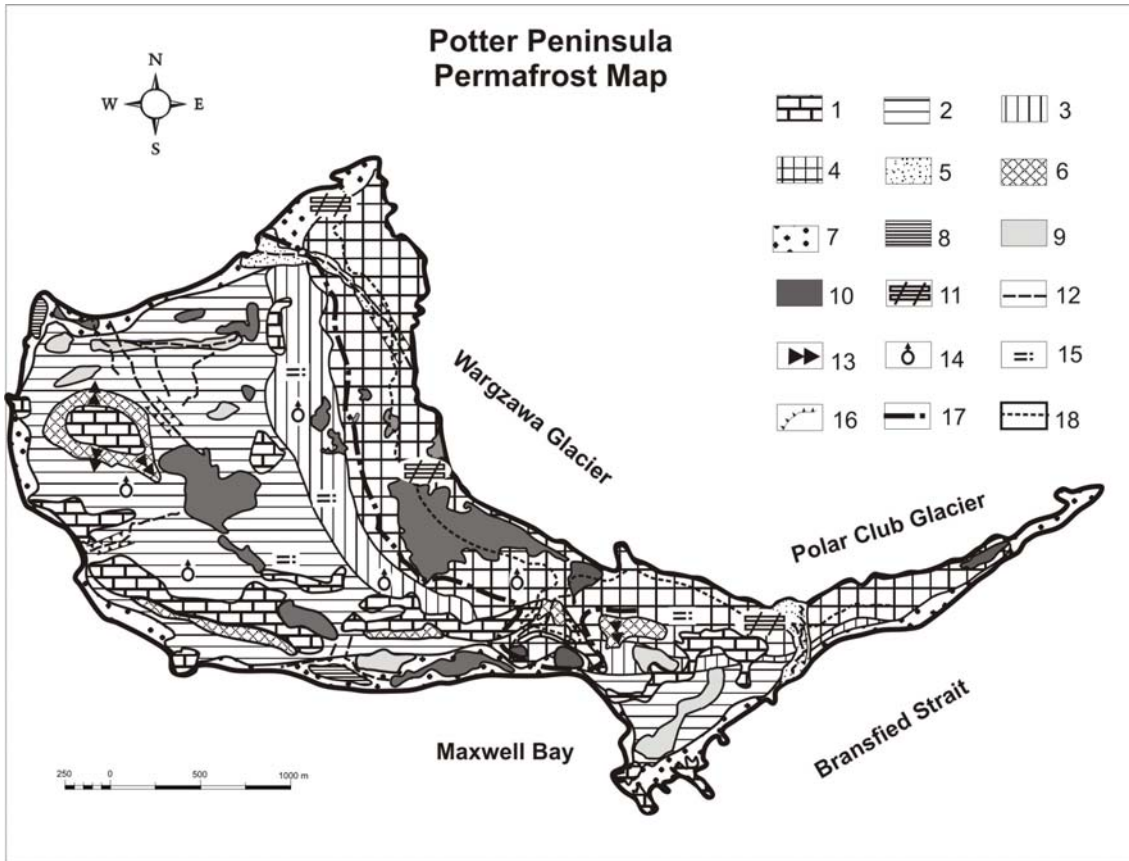 Potter Peninsula
Permafrost Map
N
W E
S
1 2 3
4 5 6
7 8 9
10 11 12
13 14 15
16 17 18
Wargzawa Glacier
Polar Club Glacier
Maxwell Bay
Bransfied Strait
250 0 500 1000 m